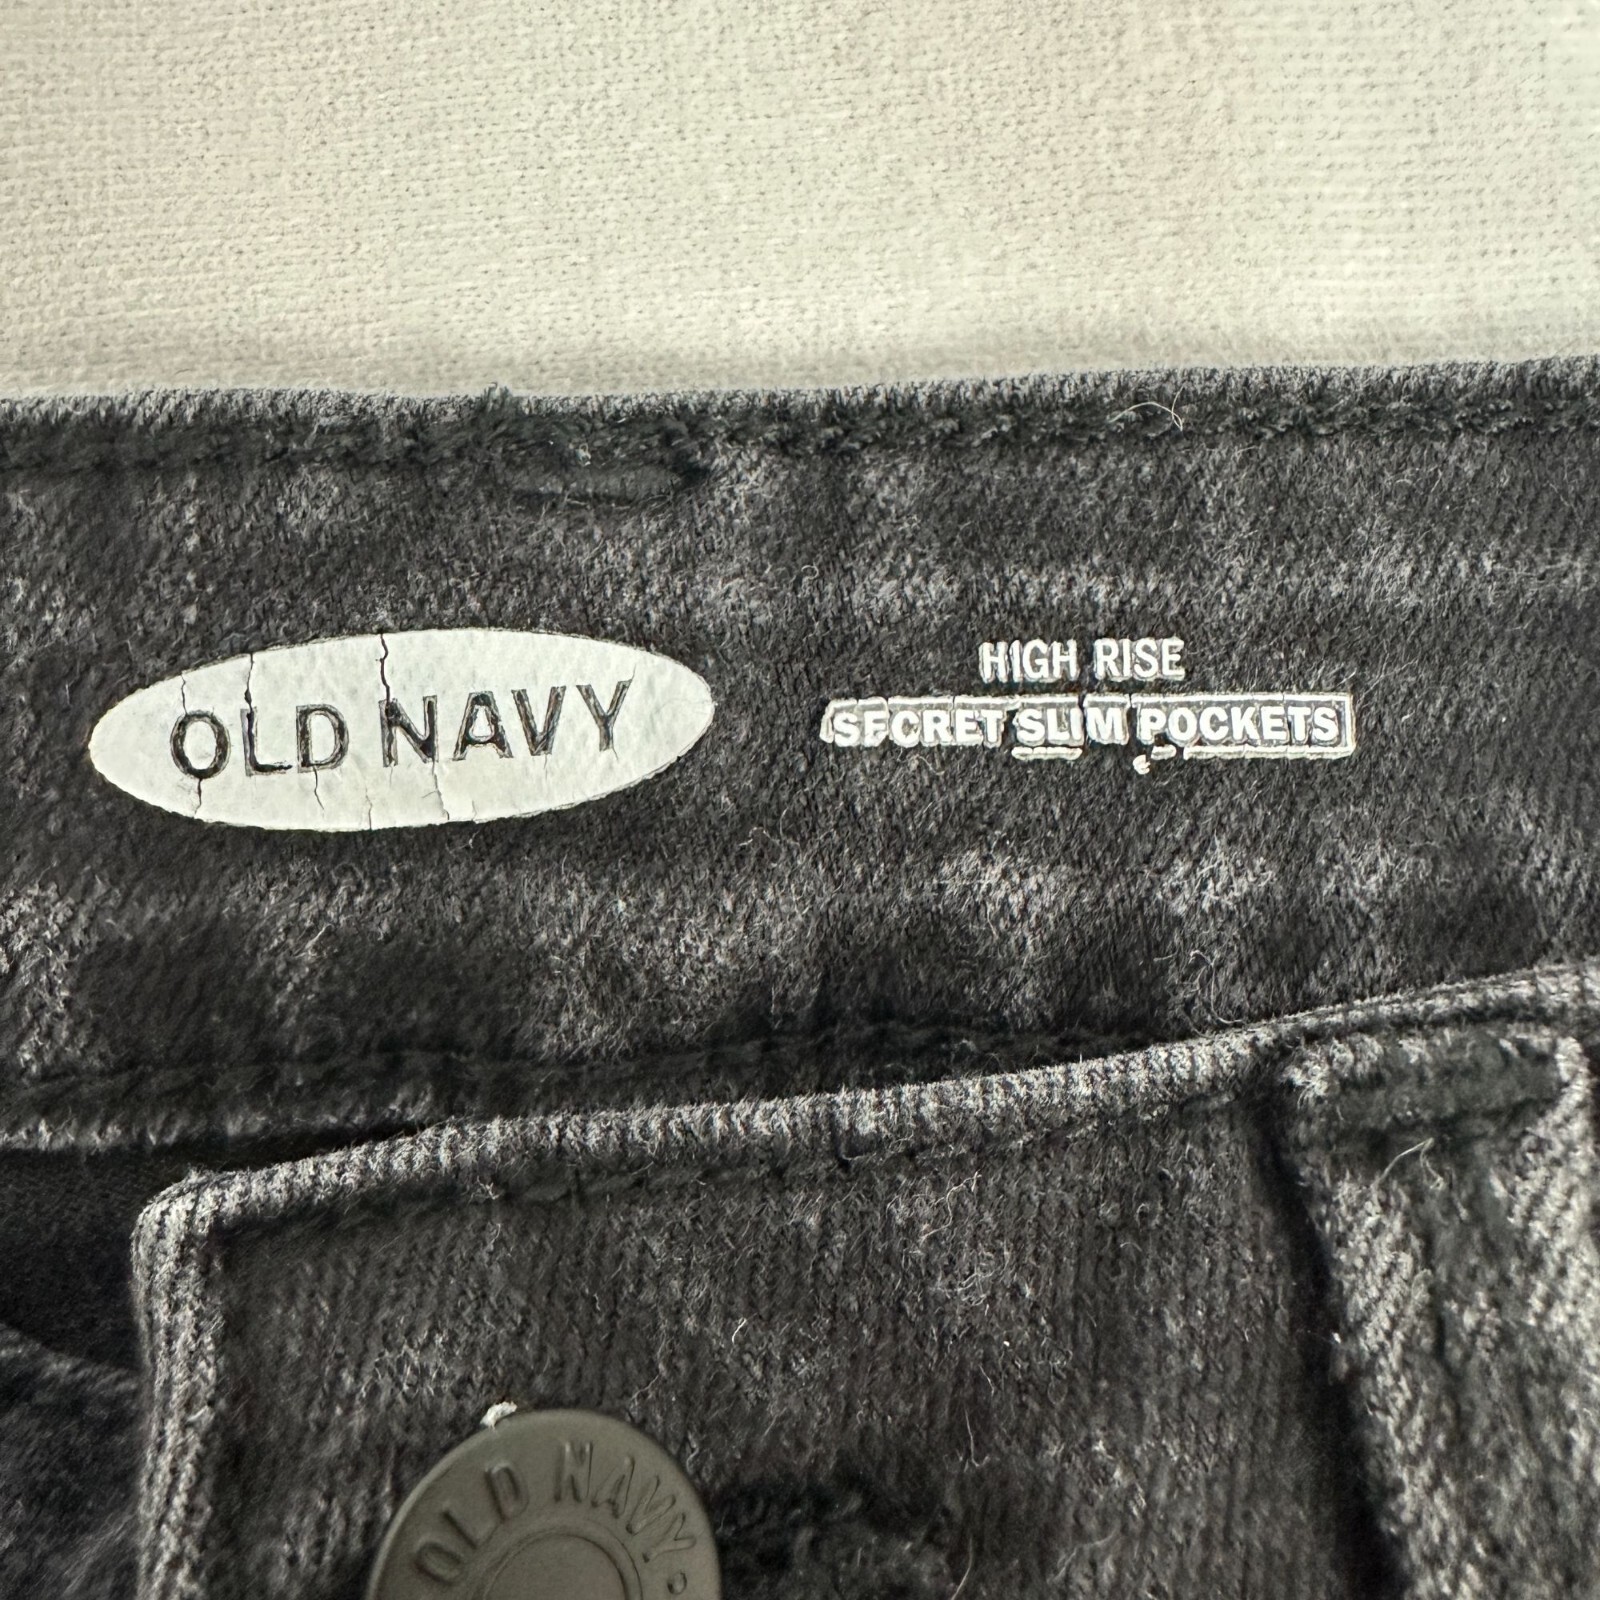 OLD NAVY
HIGH RISE
SECRET SLIM POCKETS
OLD NAVY